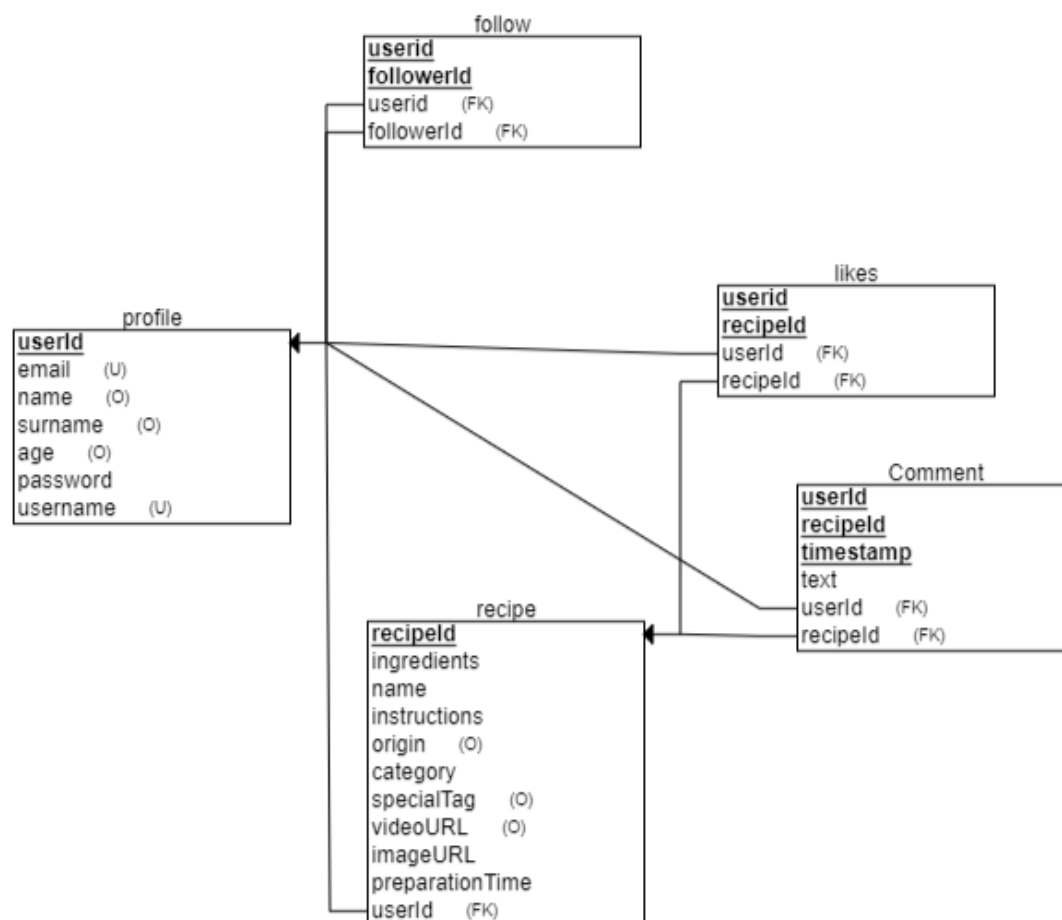 follow
userid
followerId
userid (FK)
followerId (FK)
profile
userId
email (U)
name (O)
surname (O)
age (O)
password
username (U)
likes
userid
recipeId
userId (FK)
recipeId (FK)
Comment
userId
recipeId
timestamp
text
userId (FK)
recipeId (FK)
recipe
recipeId
ingredients
name
instructions
origin (O)
category
specialTag (O)
videoURL (O)
imageURL
preparationTime
userId (FK)